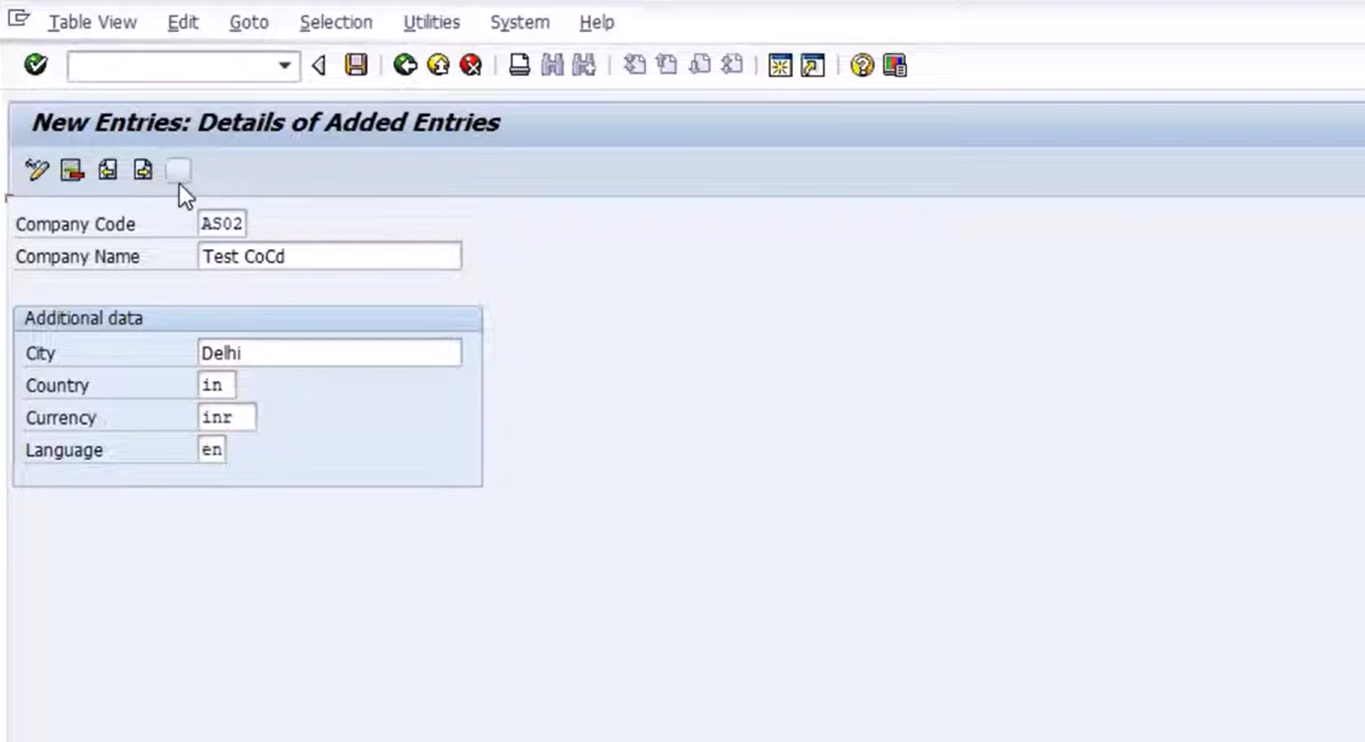 Table View Edit Goto Selection Utilities System Help
New Entries: Details of Added Entries
Company Code AS02
Company Name Test CoCd
Additional data
City Delhi
Country in
Currency inr
Language en